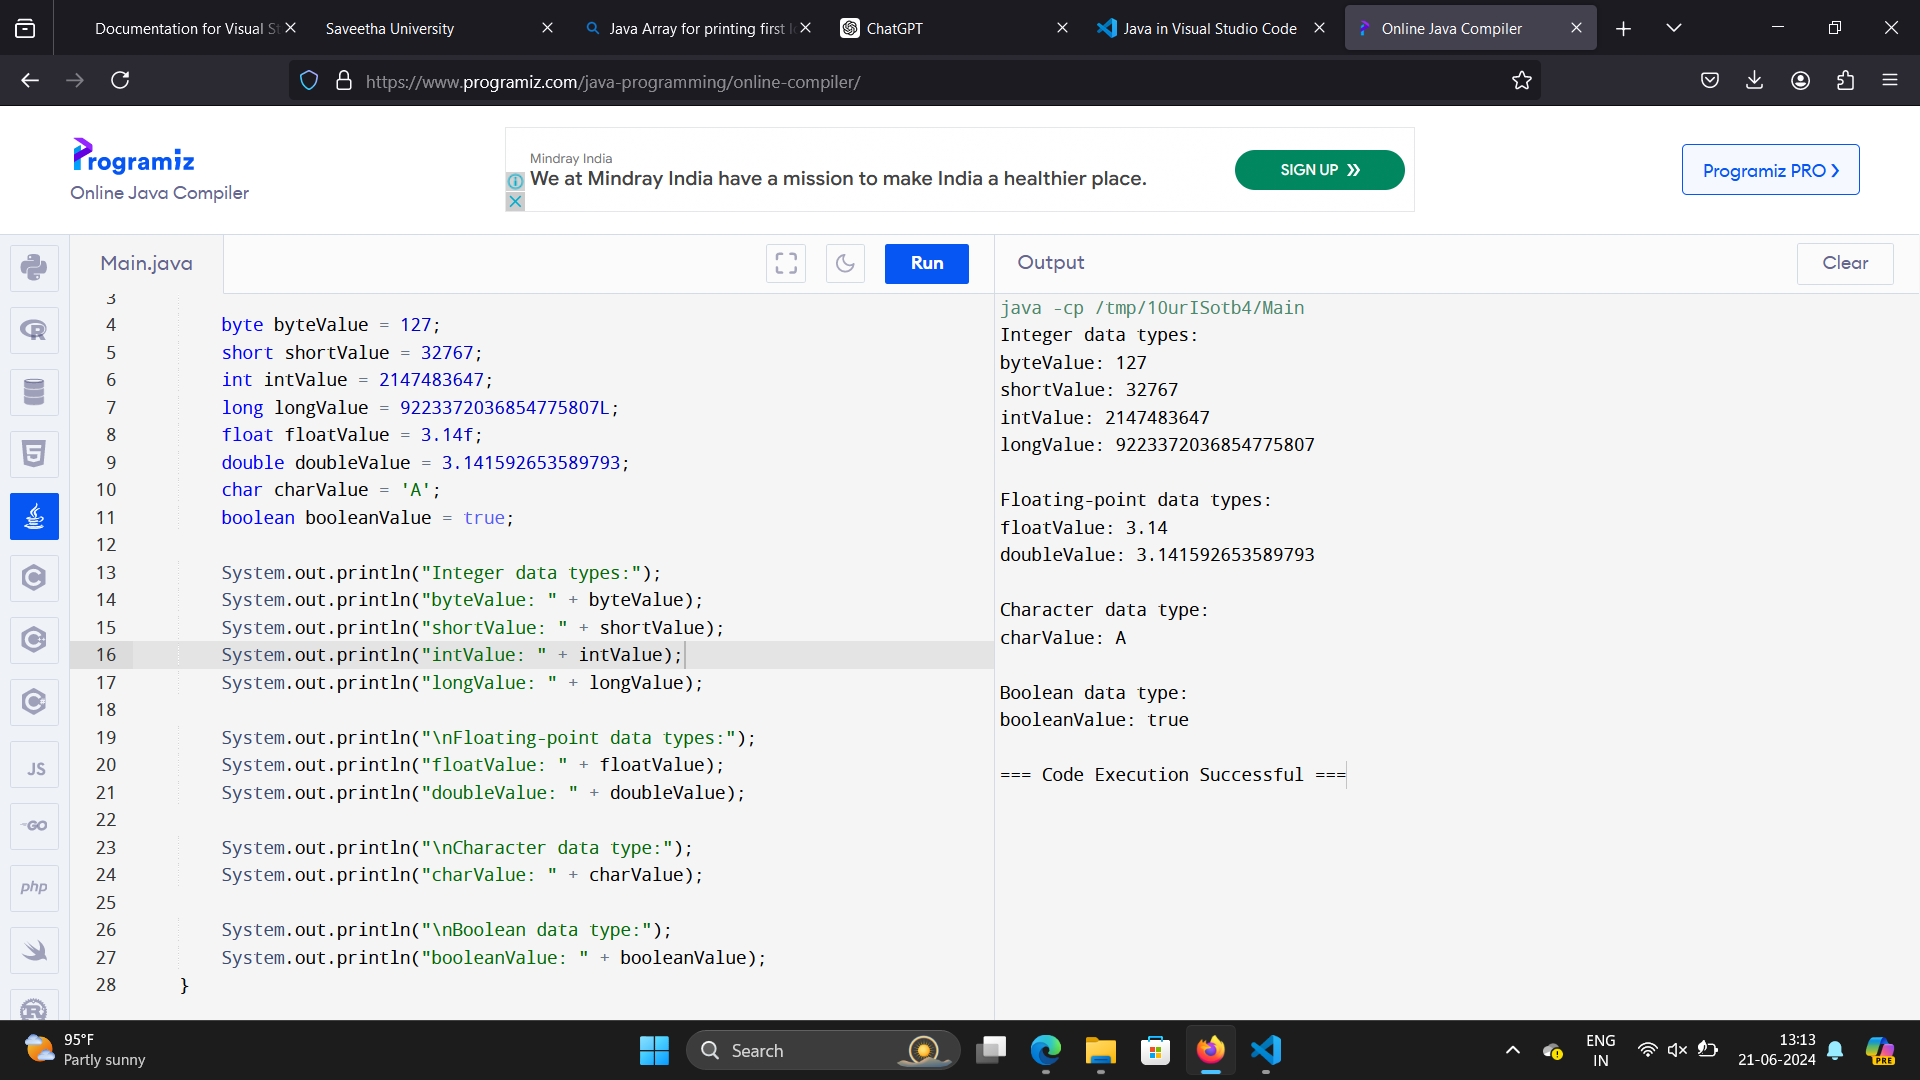 Documentation for Visual St
Saveetha University
Java Array for printing first l
ChatGPT
Java in Visual Studio Code
Online Java Compiler
https://www.programiz.com/java-programming/online-compiler/
Programiz
Online Java Compiler
Mindray India
We at Mindray India have a mission to make India a healthier place.
SIGN UP »
Programiz PRO ›
Main.java
Run
Output
Clear
3
4 byte byteValue = 127;
5 short shortValue = 32767;
6 int intValue = 2147483647;
7 long longValue = 9223372036854775807L;
8 float floatValue = 3.14f;
9 double doubleValue = 3.141592653589793;
10 char charValue = 'A';
11 boolean booleanValue = true;
12
13 System.out.println("Integer data types:");
14 System.out.println("byteValue: " + byteValue);
15 System.out.println("shortValue: " + shortValue);
16 System.out.println("intValue: " + intValue);
17 System.out.println("longValue: " + longValue);
18
19 System.out.println("\nFloating-point data types:");
20 System.out.println("floatValue: " + floatValue);
21 System.out.println("doubleValue: " + doubleValue);
22
23 System.out.println("\nCharacter data type:");
24 System.out.println("charValue: " + charValue);
25
26 System.out.println("\nBoolean data type:");
27 System.out.println("booleanValue: " + booleanValue);
28 }
java -cp /tmp/1OurISotb4/Main
Integer data types:
byteValue: 127
shortValue: 32767
intValue: 2147483647
longValue: 9223372036854775807
Floating-point data types:
floatValue: 3.14
doubleValue: 3.141592653589793
Character data type:
charValue: A
Boolean data type:
booleanValue: true
=== Code Execution Successful ===
R
5
C
C
C
JS
GO
php
95°F
Partly sunny
Search
ENG
IN
13:13
21-06-2024
PRE